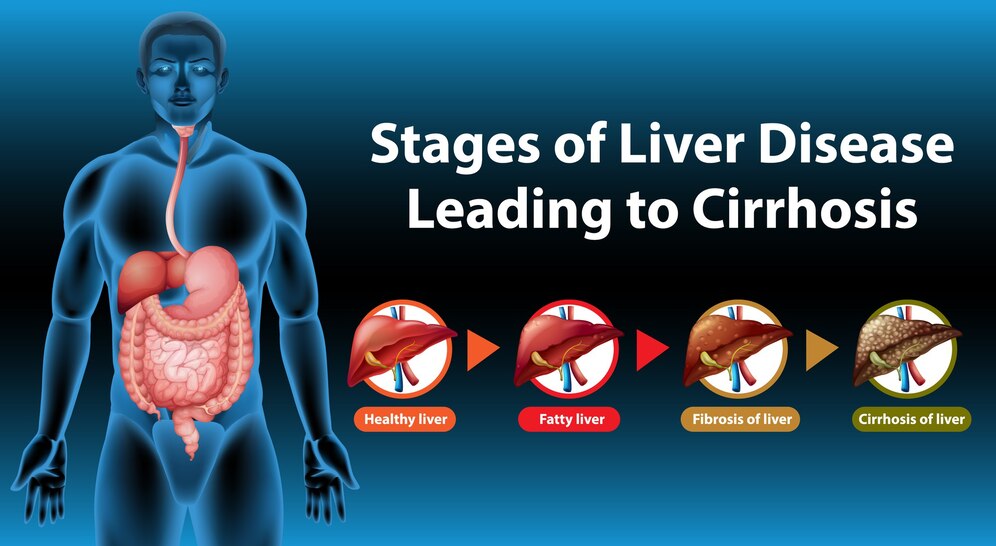 Stages of Liver Disease
Leading to Cirrhosis
Healthy liver
Fatty liver
Fibrosis of liver
Cirrhosis of liver